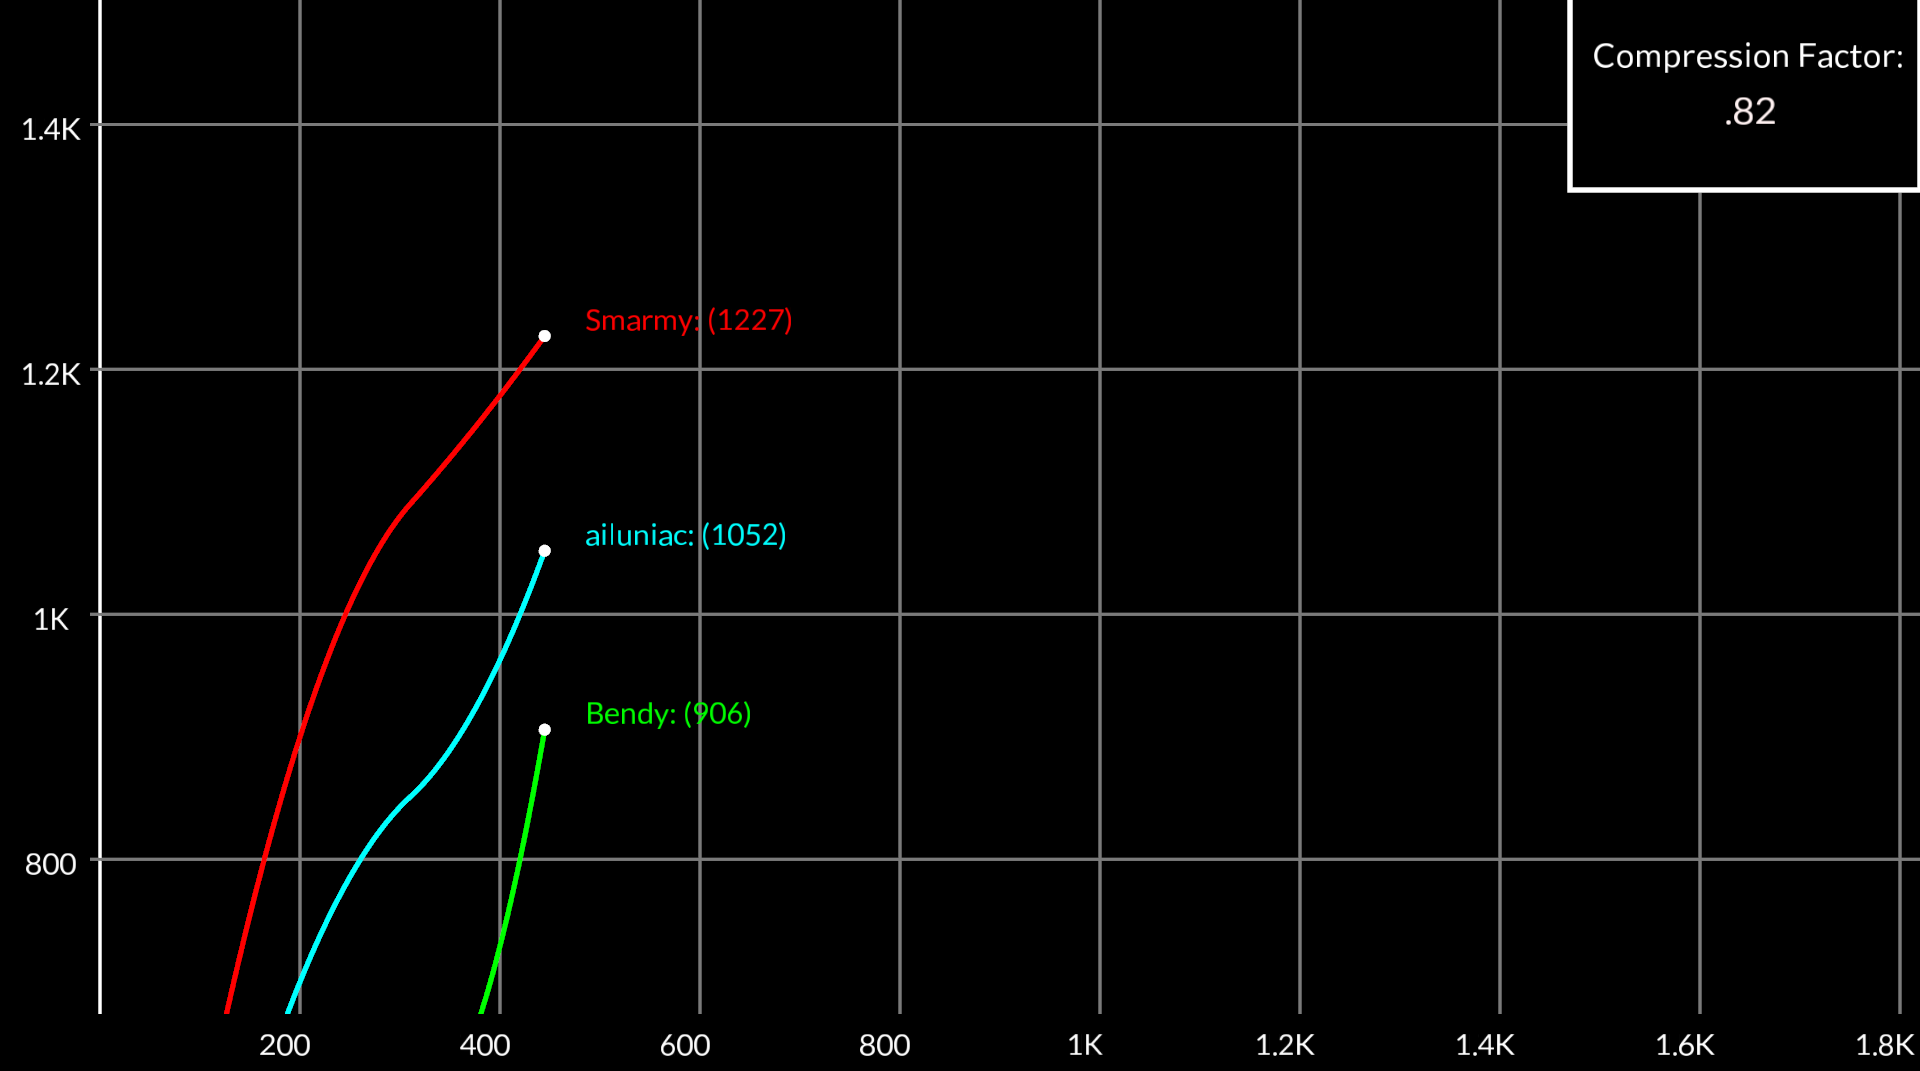 Compression Factor:
.82
1.4K
Smarmy: (1227)
1.2K
ailuniac: (1052)
1K
Bendy: (906)
800
200 400 600 800 1K 1.2K 1.4K 1.6K 1.8K